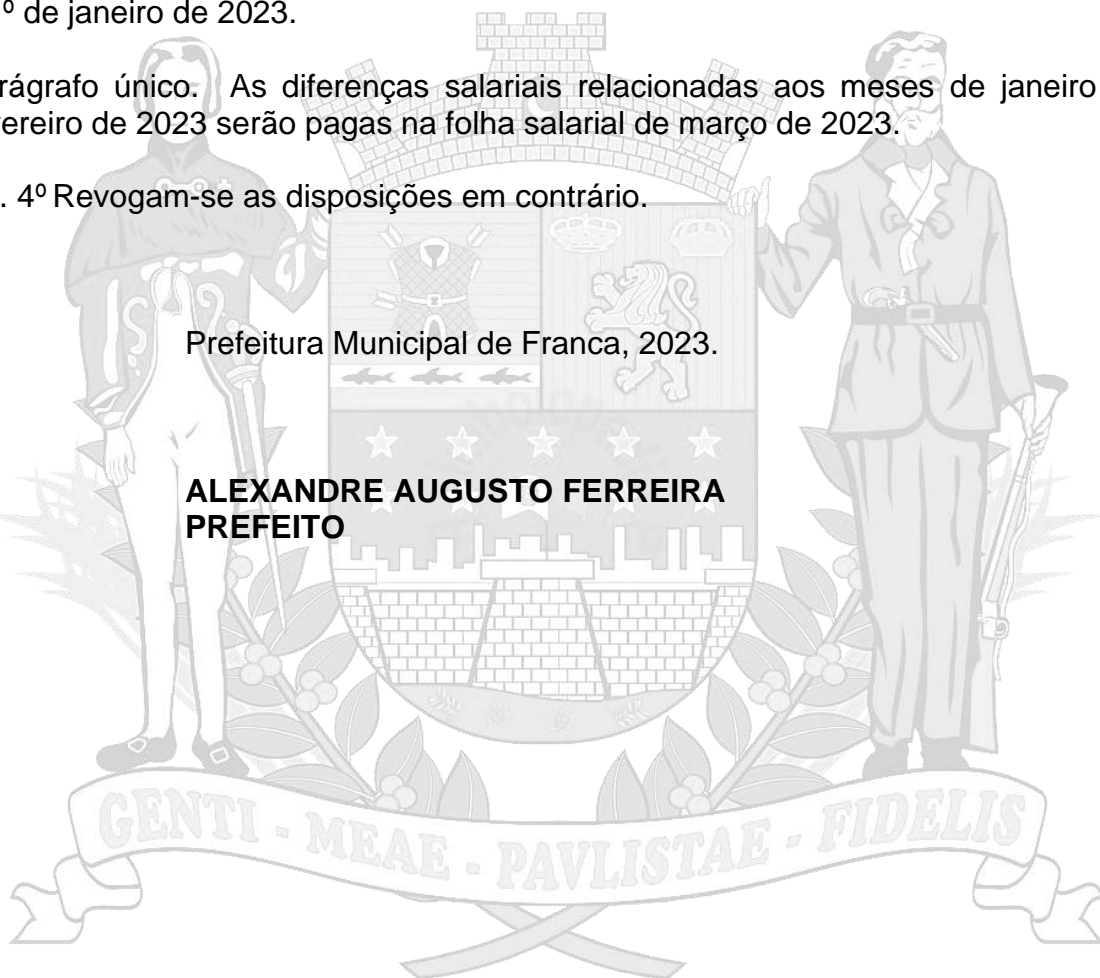 º de janeiro de 2023.
rágrafo único. As diferenças salariais relacionadas aos meses de janeiro
vereiro de 2023 serão pagas na folha salarial de março de 2023.
. 4º Revogam-se as disposições em contrário.
Prefeitura Municipal de Franca, 2023.
ALEXANDRE AUGUSTO FERREIRA
PREFEITO
GENTI - MEAE - PAVLISTAE - FIDELIS